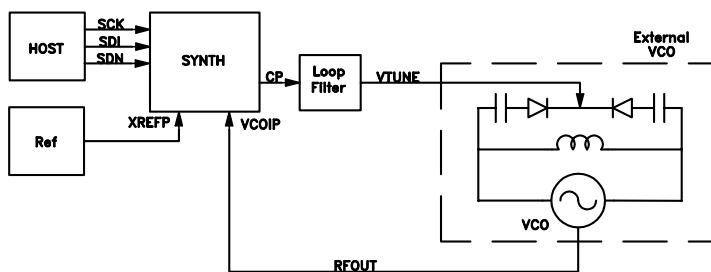 External
VCO
HOST
SCK
SDI
SDN
SYNTH
CP
Loop
Filter
VTUNE
Ref
XREFP
VCOIP
VCO
RFOUT